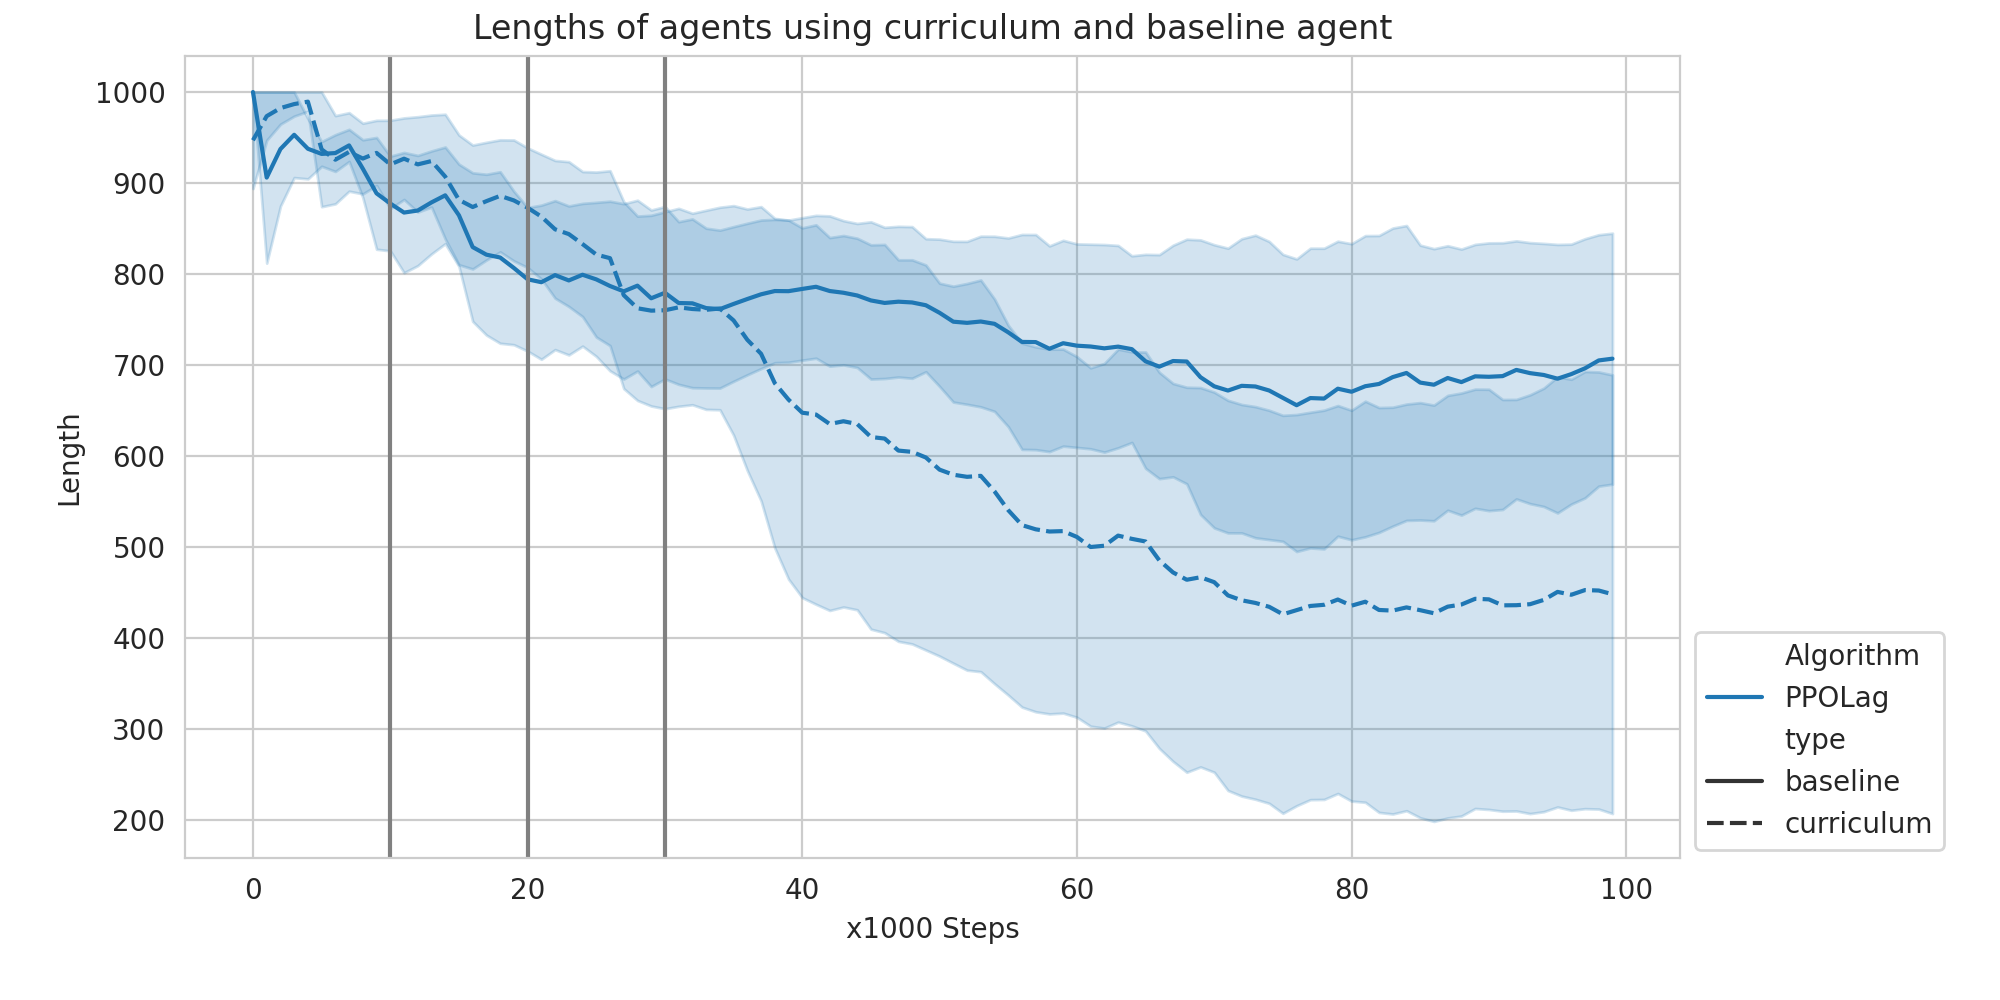 Lengths of agents using curriculum and baseline agent
1000
900
800
700
600
500
400
300
200
Length
0
20
40
60
80
100
x1000 Steps
Algorithm
PPOLag
type
baseline
curriculum